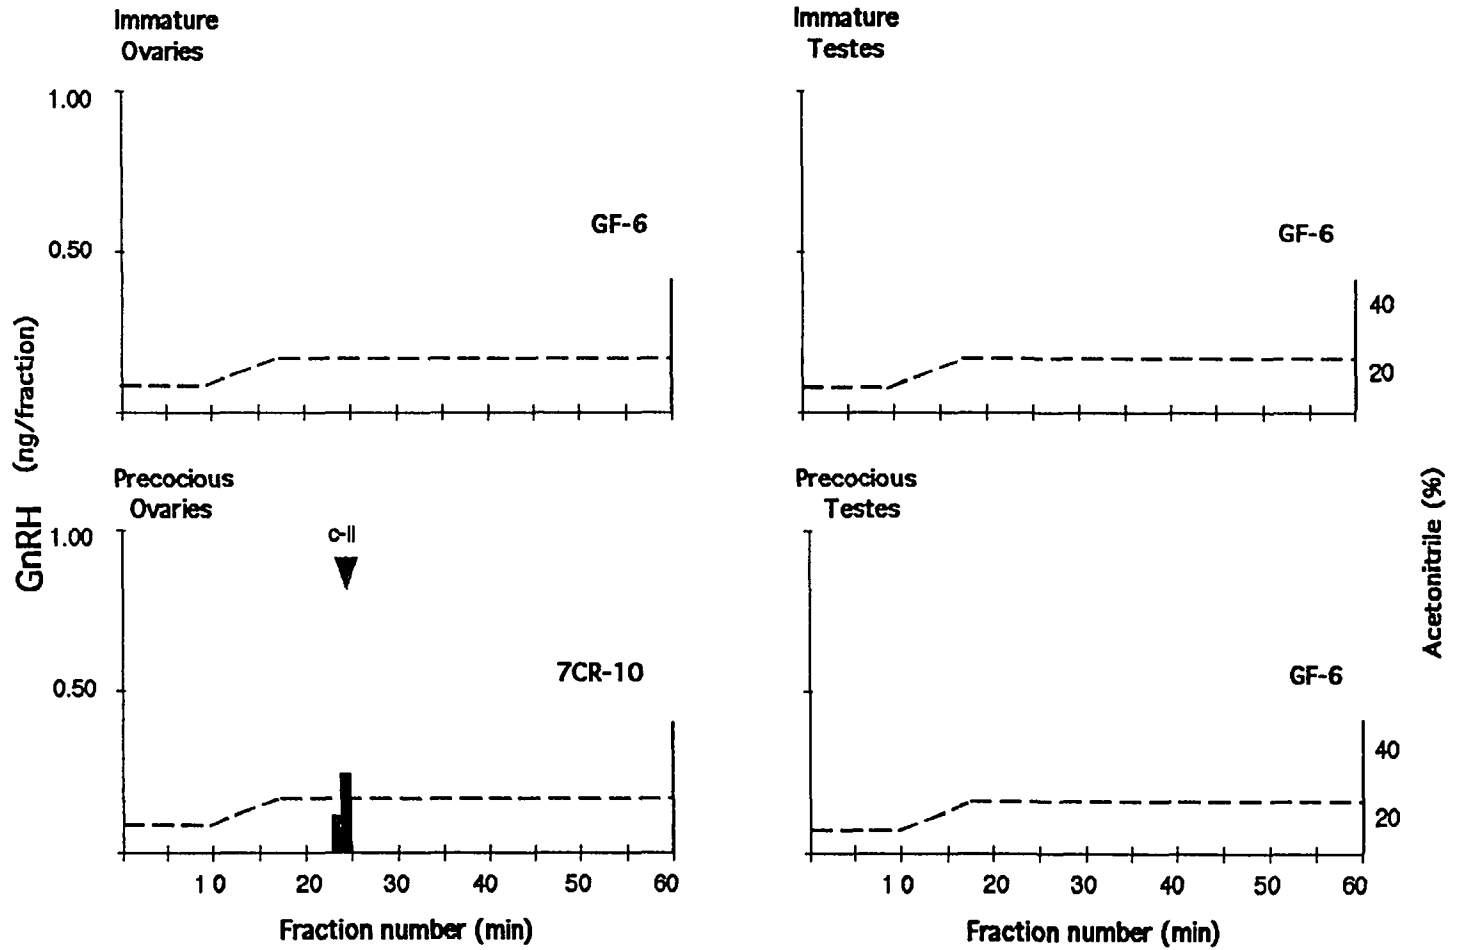 Immature
Ovaries
1.00
0.50
GF-6
Immature
Testes
GF-6
40
20
GnRH (ng/fraction)
Precocious
Ovaries
1.00
0.50
c-II
7CR-10
10 20 30 40 50 60
Fraction number (min)
Precocious
Testes
GF-6
40
20
10 20 30 40 50 60
Fraction number (min)
Acetonitrile (%)